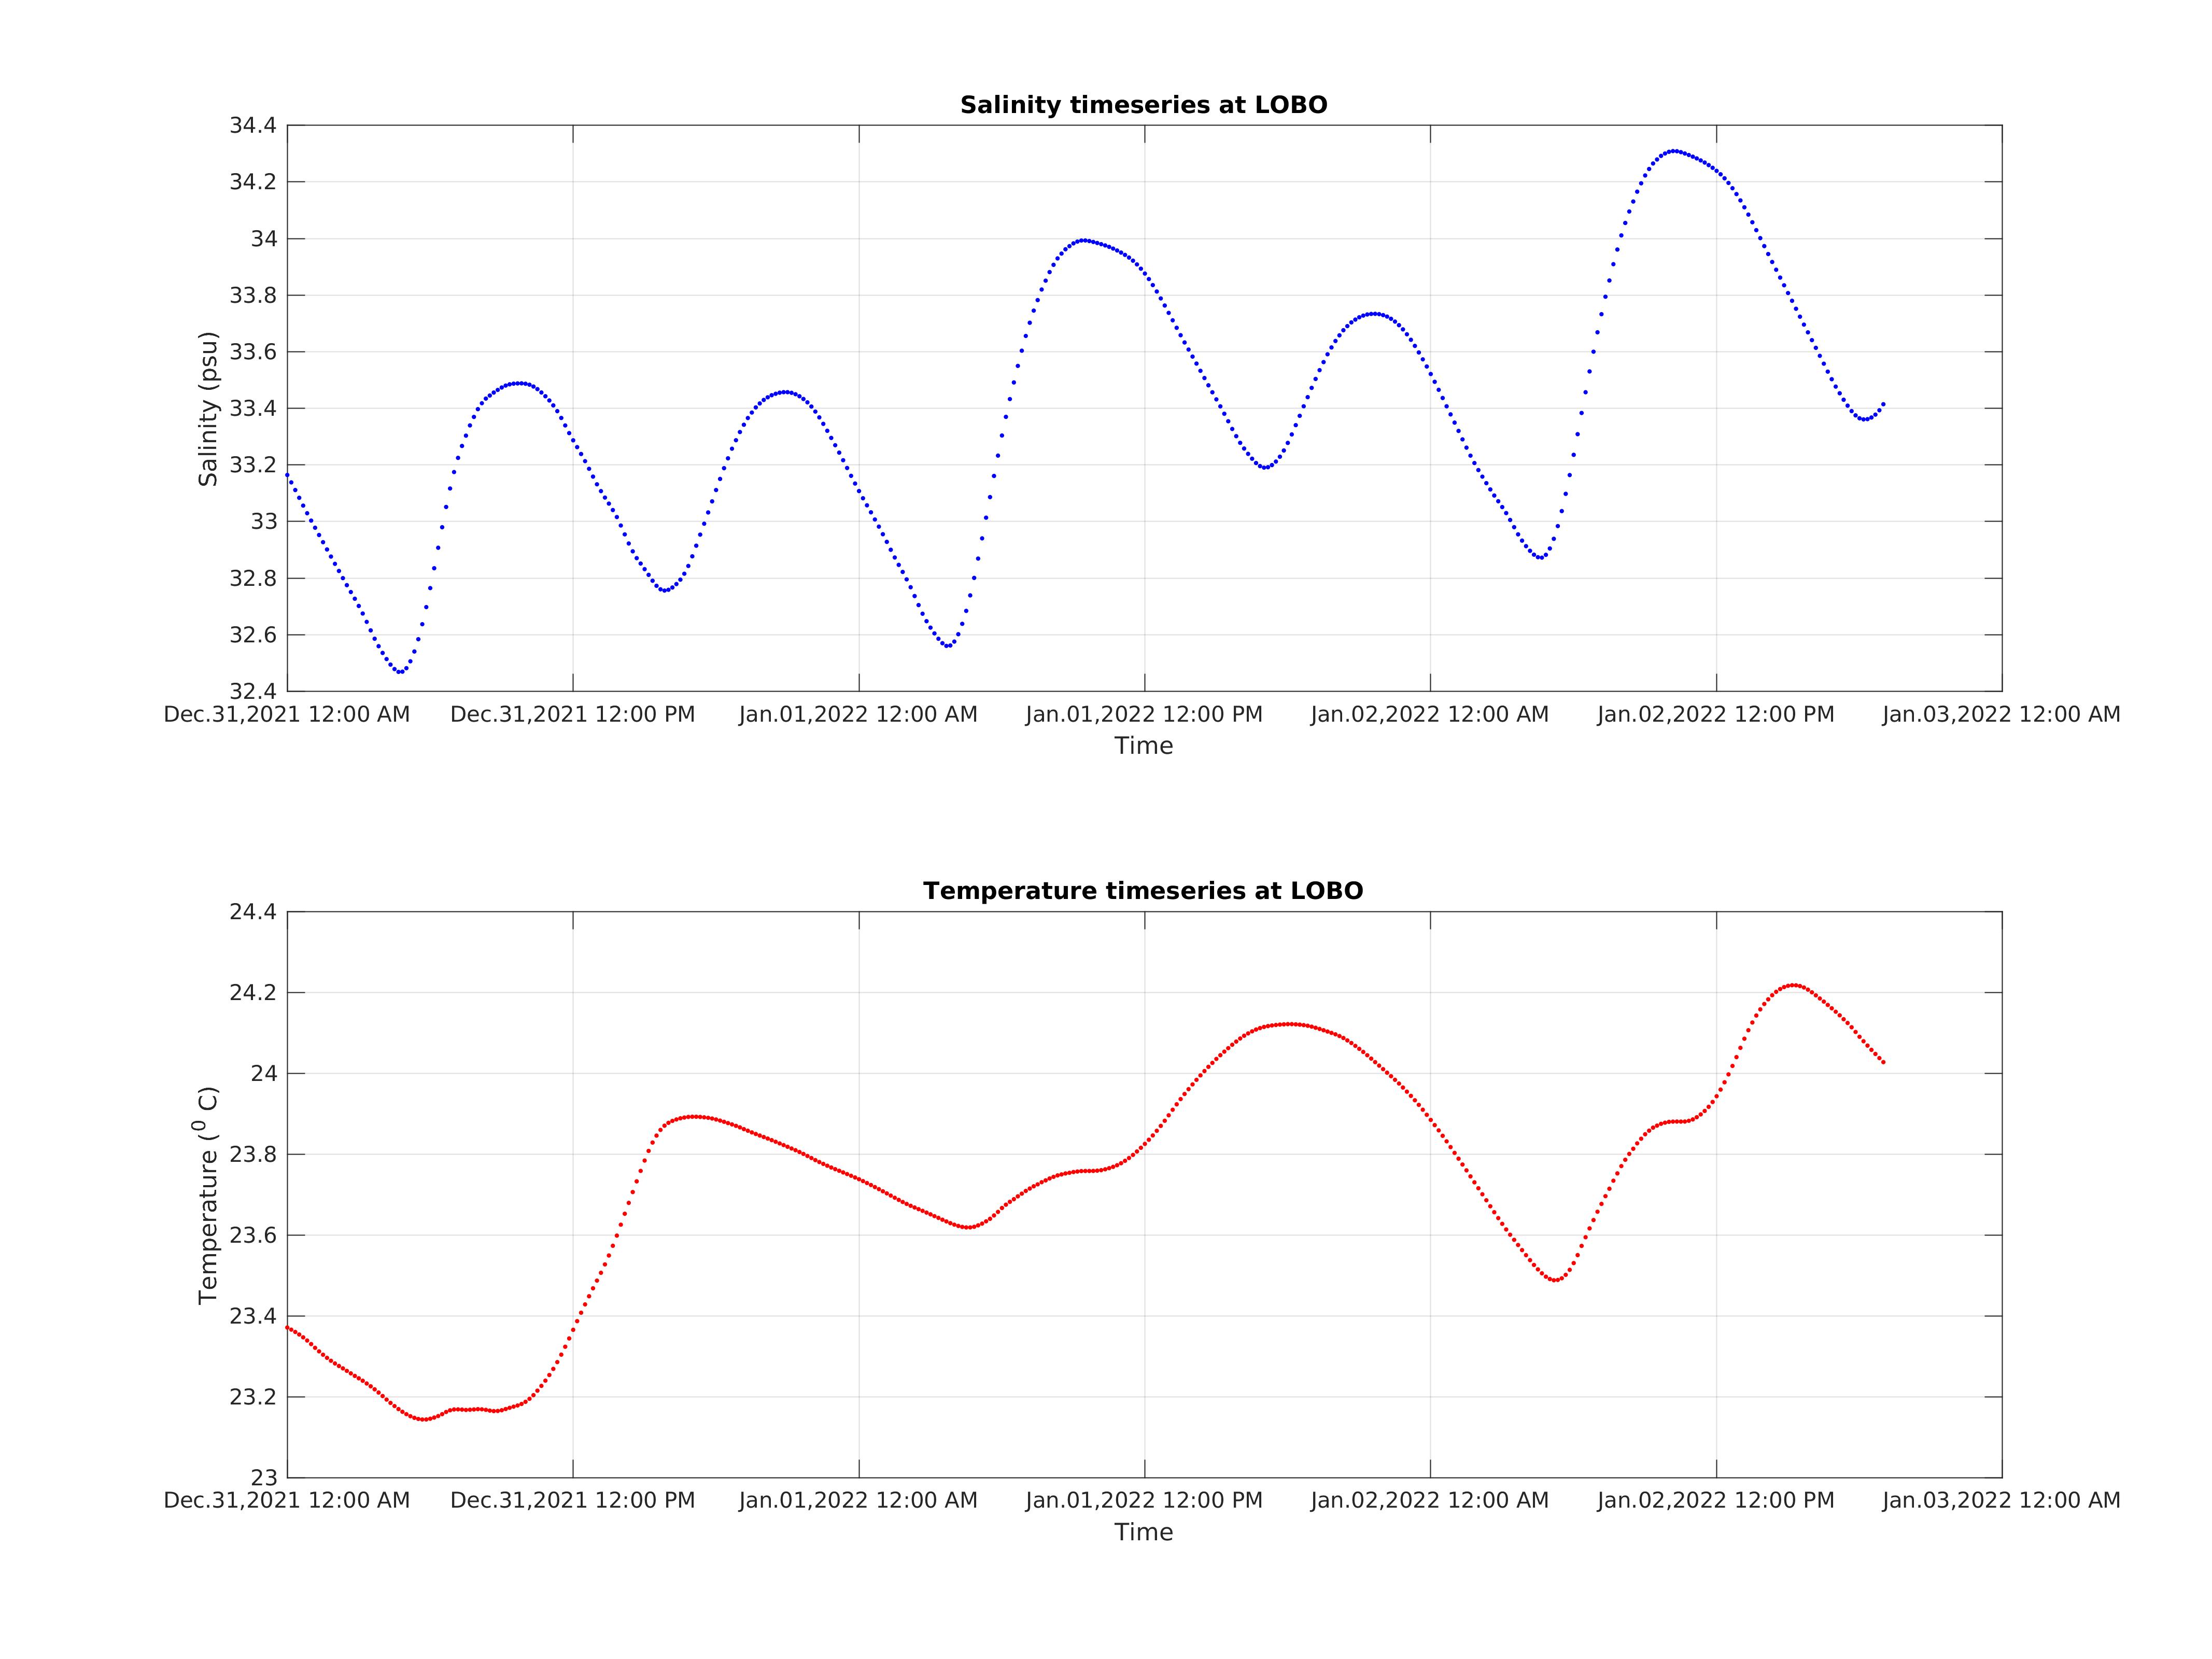 Salinity timeseries at LOBO
34.4
34.2
34
33.8
33.6
33.4
33.2
33
32.8
32.6
32.4
Salinity (psu)
Dec.31,2021 12:00 AM Dec.31,2021 12:00 PM Jan.01,2022 12:00 AM Jan.01,2022 12:00 PM Jan.02,2022 12:00 AM Jan.02,2022 12:00 PM Jan.03,2022 12:00 AM
Time
Temperature timeseries at LOBO
24.4
24.2
24
23.8
23.6
23.4
23.2
23
Temperature (⁰ C)
Dec.31,2021 12:00 AM Dec.31,2021 12:00 PM Jan.01,2022 12:00 AM Jan.01,2022 12:00 PM Jan.02,2022 12:00 AM Jan.02,2022 12:00 PM Jan.03,2022 12:00 AM
Time